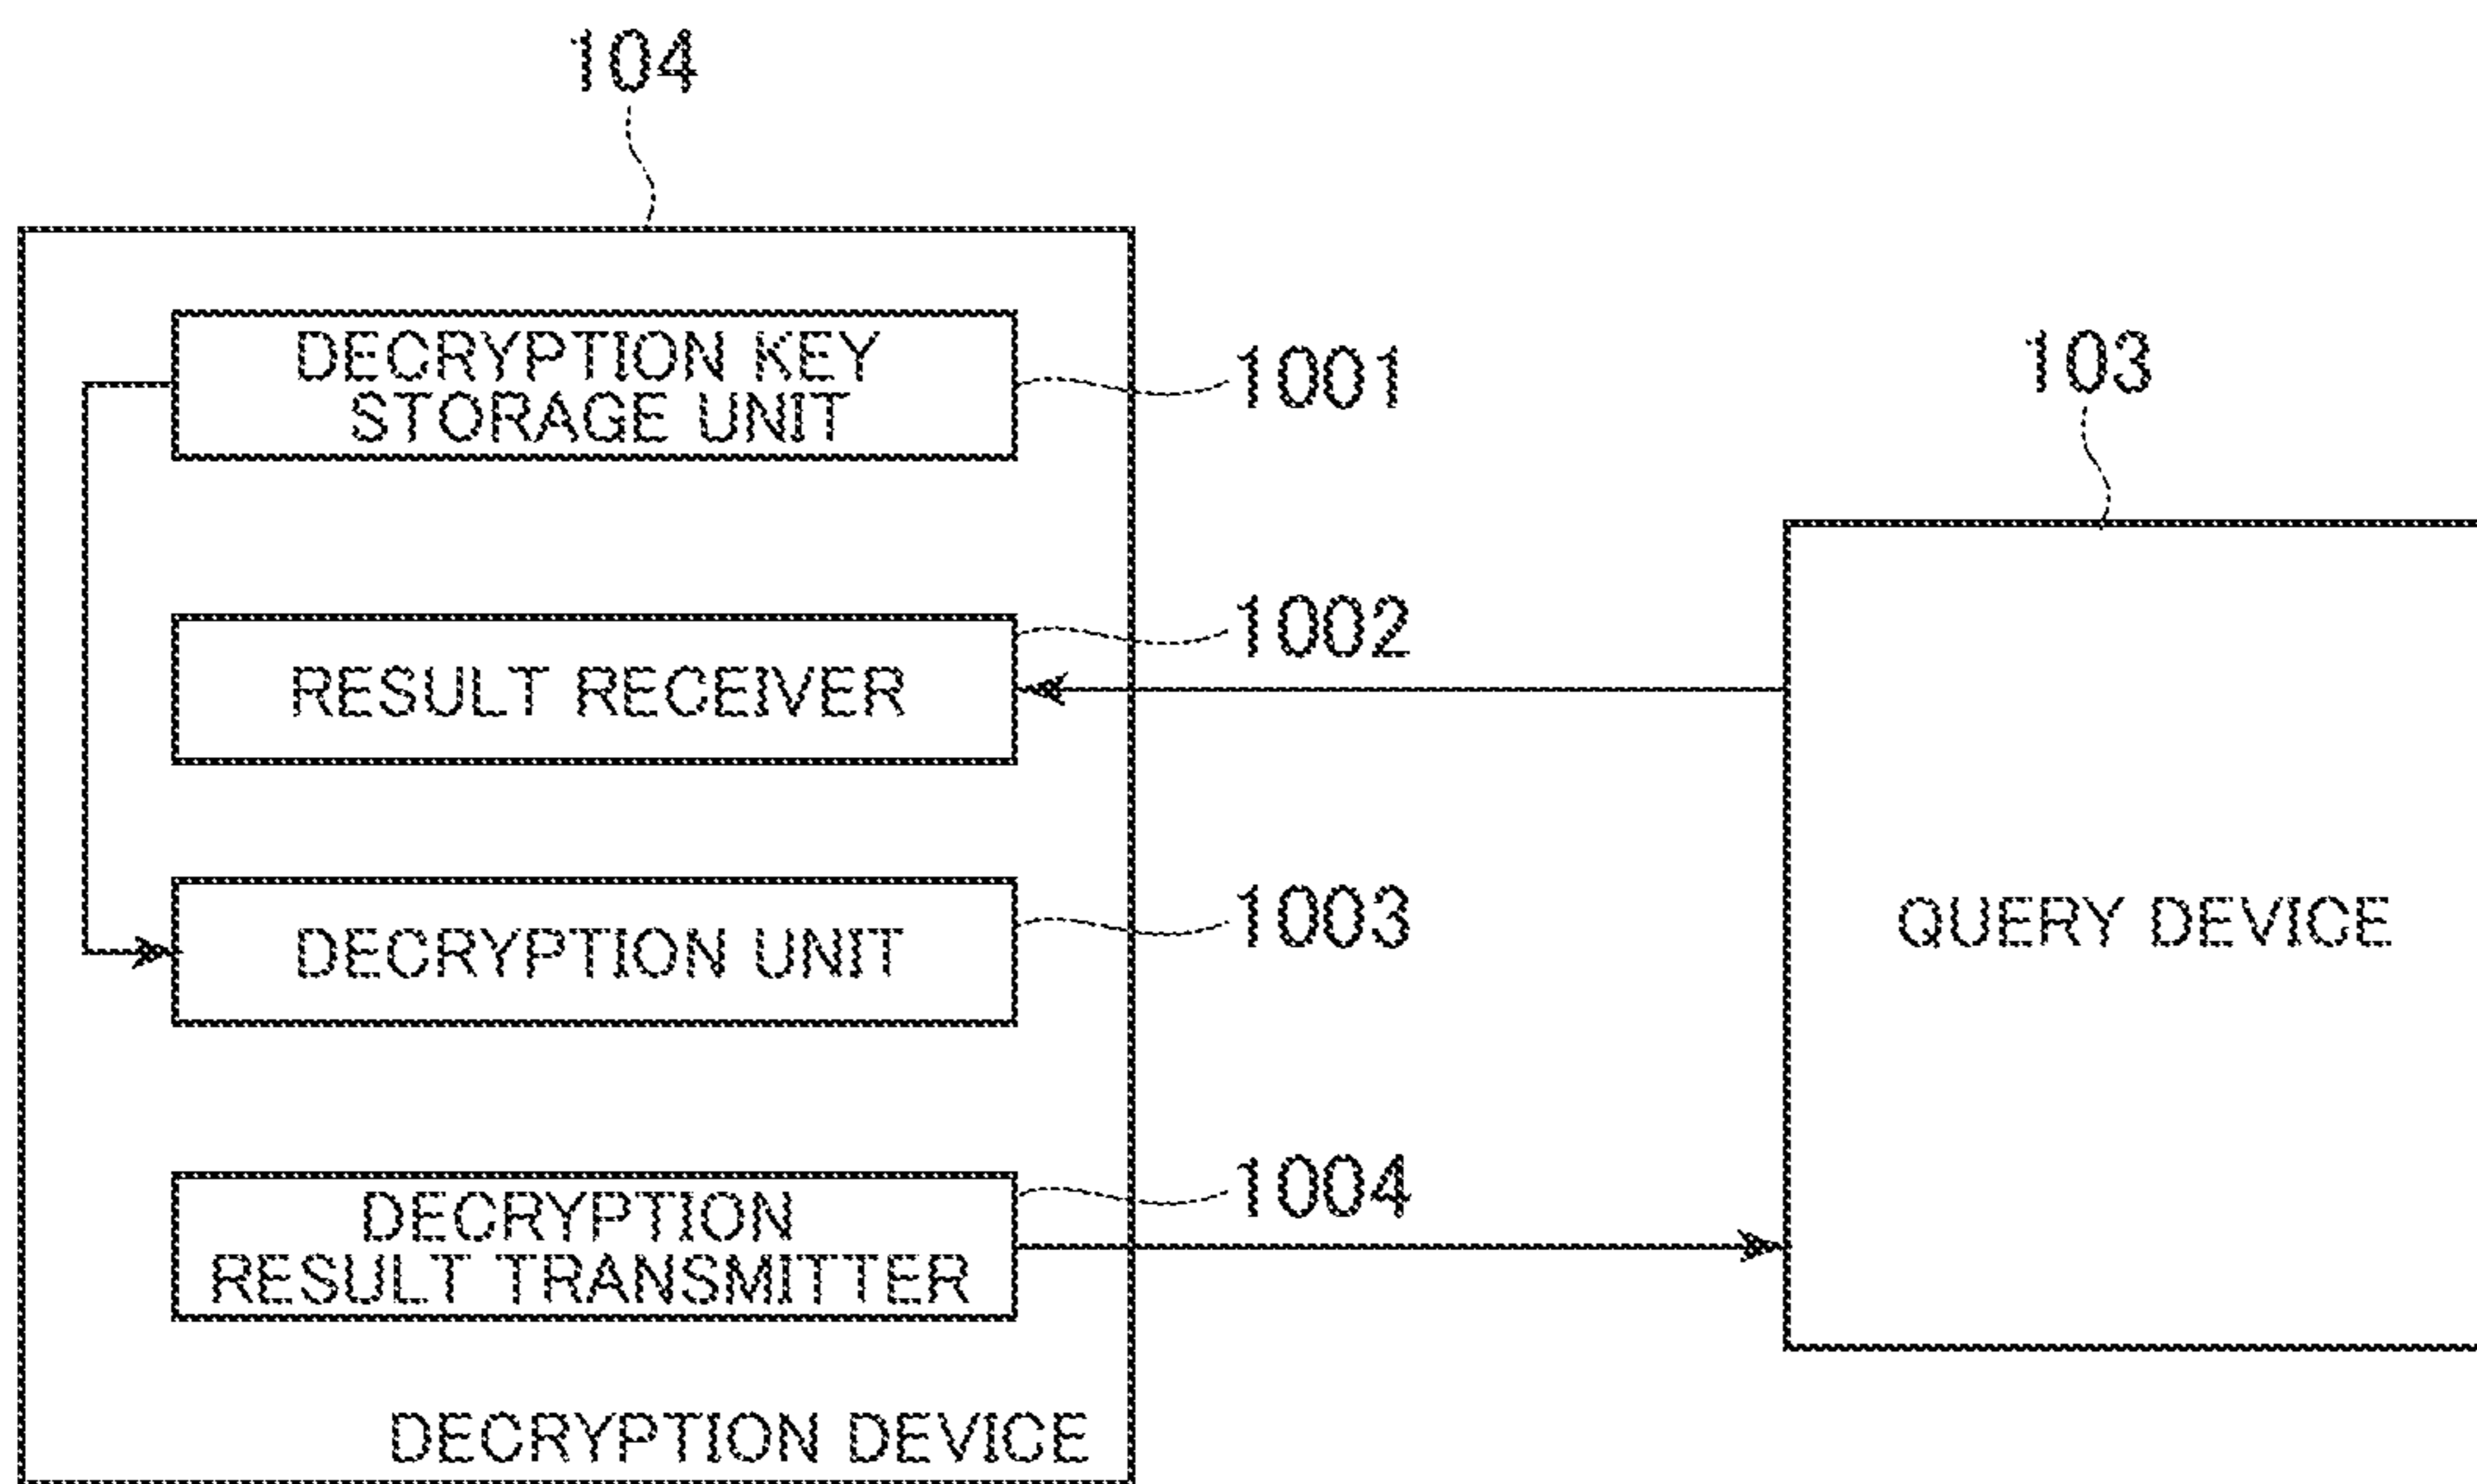 104
DECRYPTION KEY
STORAGE UNIT
1001
103
1002
RESULT RECEIVER
1003
DECRYPTION UNIT
QUERY DEVICE
1004
DECRYPTION
RESULT TRANSMITTER
DECRYPTION DEVICE